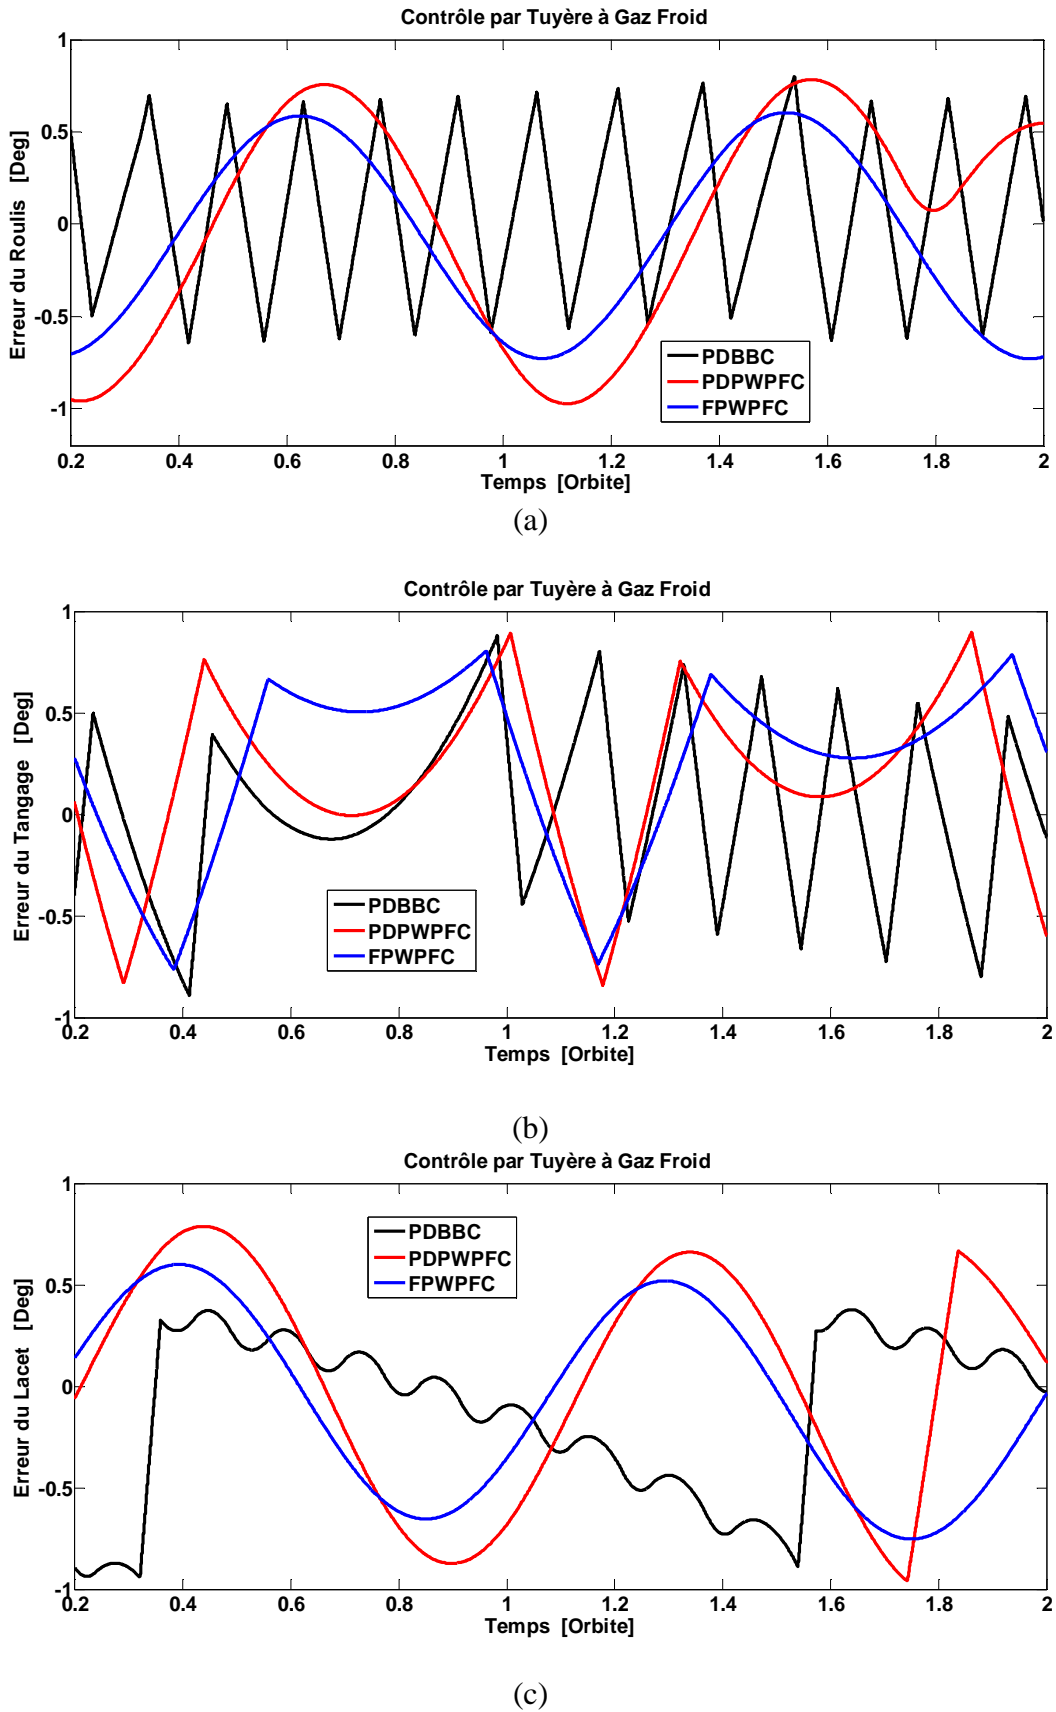 Contrôle par Tuyère à Gaz Froid
Erreur du Roulis [Deg]
1
0.5
0
-0.5
-1
PDBBC
PDPWPFC
FPWPFC
0.2 0.4 0.6 0.8 1 1.2 1.4 1.6 1.8 2
Temps [Orbite]
(a)
Contrôle par Tuyère à Gaz Froid
Erreur du Tangage [Deg]
1
0.5
0
-0.5
-1
PDBBC
PDPWPFC
FPWPFC
0.2 0.4 0.6 0.8 1 1.2 1.4 1.6 1.8 2
Temps [Orbite]
(b)
Contrôle par Tuyère à Gaz Froid
Erreur du Lacet [Deg]
1
0.5
0
-0.5
-1
PDBBC
PDPWPFC
FPWPFC
0.2 0.4 0.6 0.8 1 1.2 1.4 1.6 1.8 2
Temps [Orbite]
(c)